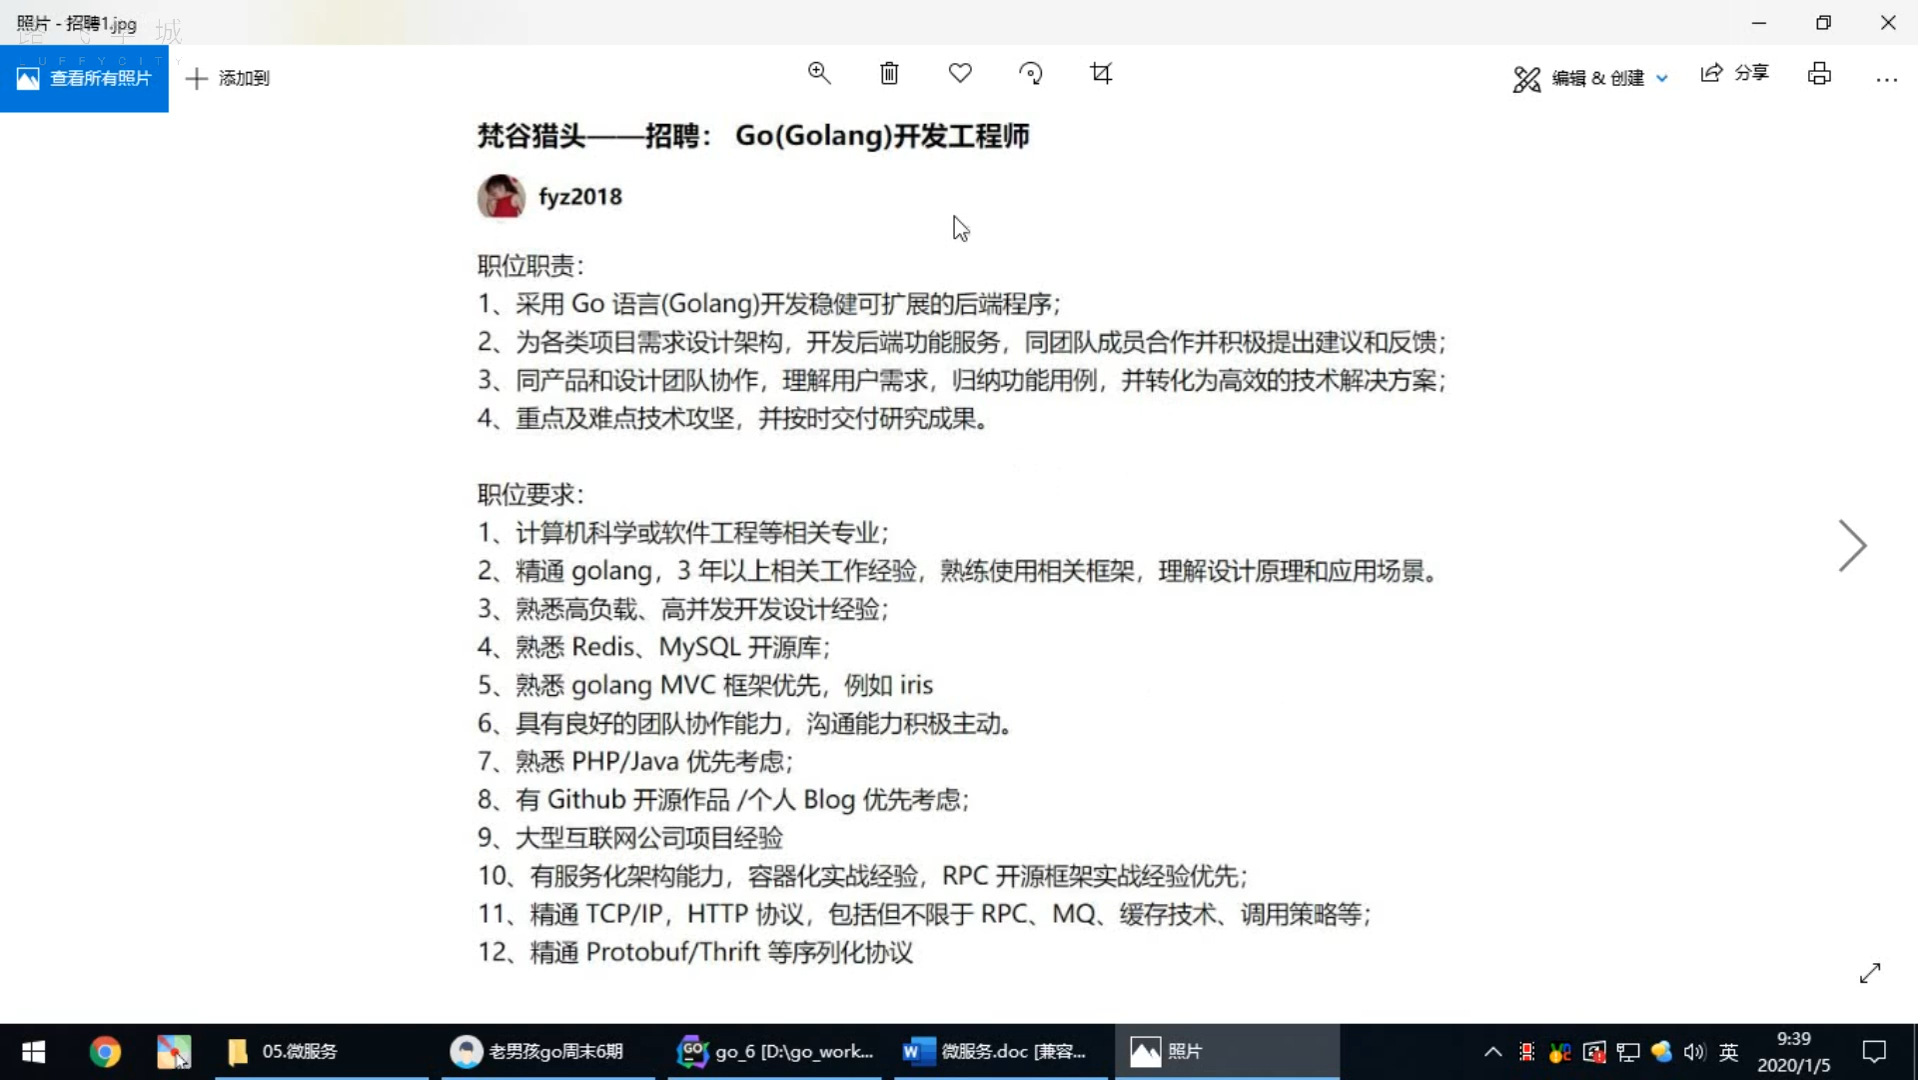 照片 - 招聘1.jpg
路飞学城
LUFFYCITY
查看所有照片
添加到
编辑 & 创建
分享
梵谷猎头——招聘： Go(Golang)开发工程师
fyz2018
职位职责：
1、采用 Go 语言(Golang)开发稳健可扩展的后端程序；
2、为各类项目需求设计架构，开发后端功能服务，同团队成员合作并积极提出建议和反馈；
3、同产品和设计团队协作，理解用户需求，归纳功能用例，并转化为高效的技术解决方案；
4、重点及难点技术攻坚，并按时交付研究成果。
职位要求：
1、计算机科学或软件工程等相关专业；
2、精通 golang，3 年以上相关工作经验，熟练使用相关框架，理解设计原理和应用场景。
3、熟悉高负载、高并发开发设计经验；
4、熟悉 Redis、MySQL 开源库；
5、熟悉 golang MVC 框架优先，例如 iris
6、具有良好的团队协作能力，沟通能力积极主动。
7、熟悉 PHP/Java 优先考虑；
8、有 Github 开源作品 /个人 Blog 优先考虑；
9、大型互联网公司项目经验
10、有服务化架构能力，容器化实战经验，RPC 开源框架实战经验优先；
11、精通 TCP/IP，HTTP 协议，包括但不限于 RPC、MQ、缓存技术、调用策略等；
12、精通 Protobuf/Thrift 等序列化协议
05.微服务
老男孩go周末6期
GO
go_6 [D:\go_work...
微服务.doc [兼容...
照片
英
9:39
2020/1/5